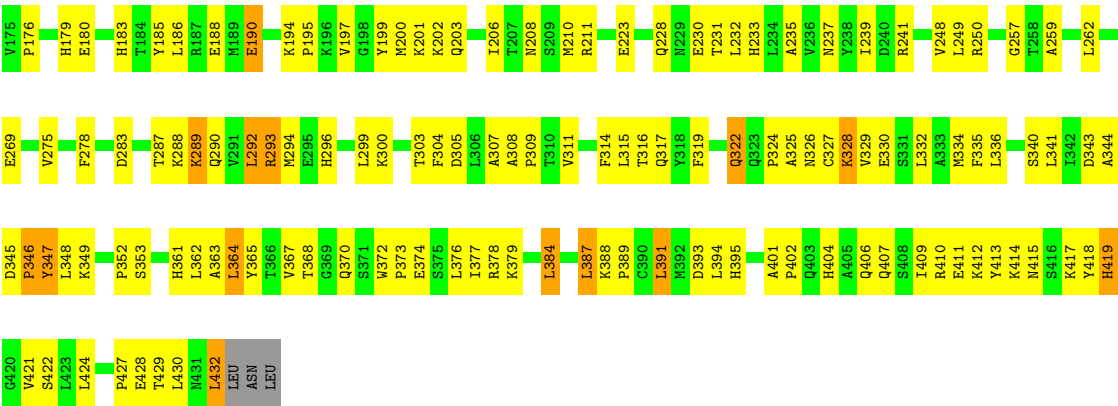 V175 P176 H179 E180 H183 T184 Y185 L186 R187 E188 M189 E190 K194 P195 K196 V197 G198 Y199 M200 K201 K202 Q203 I206 T207 N208 S209 M210 R211 E223 Q228 N229 E230 T231 L232 H233 L234 A235 V236 N237 Y238 I239 D240 R241 V248 L249 R250 G257 T258 A259 L262
E269 V275 F278 D283 T287 K288 K289 Q290 V291 L292 R293 M294 E295 H296 L299 K300 T303 F304 D305 L306 A307 A308 P309 T310 V311 F314 L315 T316 Q317 Y318 F319 Q322 Q323 P324 A325 N326 C327 K328 V329 E330 S331 L332 A333 M334 F335 L336 S340 L341 I342 D343 A344
D345 P346 Y347 L348 K349 P352 S353 H361 L362 A363 L364 Y365 T366 V367 T368 G369 Q370 S371 W372 P373 E374 S375 L376 I377 R378 K379 L384 L387 K388 P389 C390 L391 M392 D393 L394 H395 A401 P402 Q403 H404 A405 Q406 Q407 S408 I409 R410 E411 K412 Y413 K414 N415 S416 K417 Y418 H419
G420 V421 S422 L423 L424 P427 E428 T429 L430 N431 L432 LEU ASN LEU